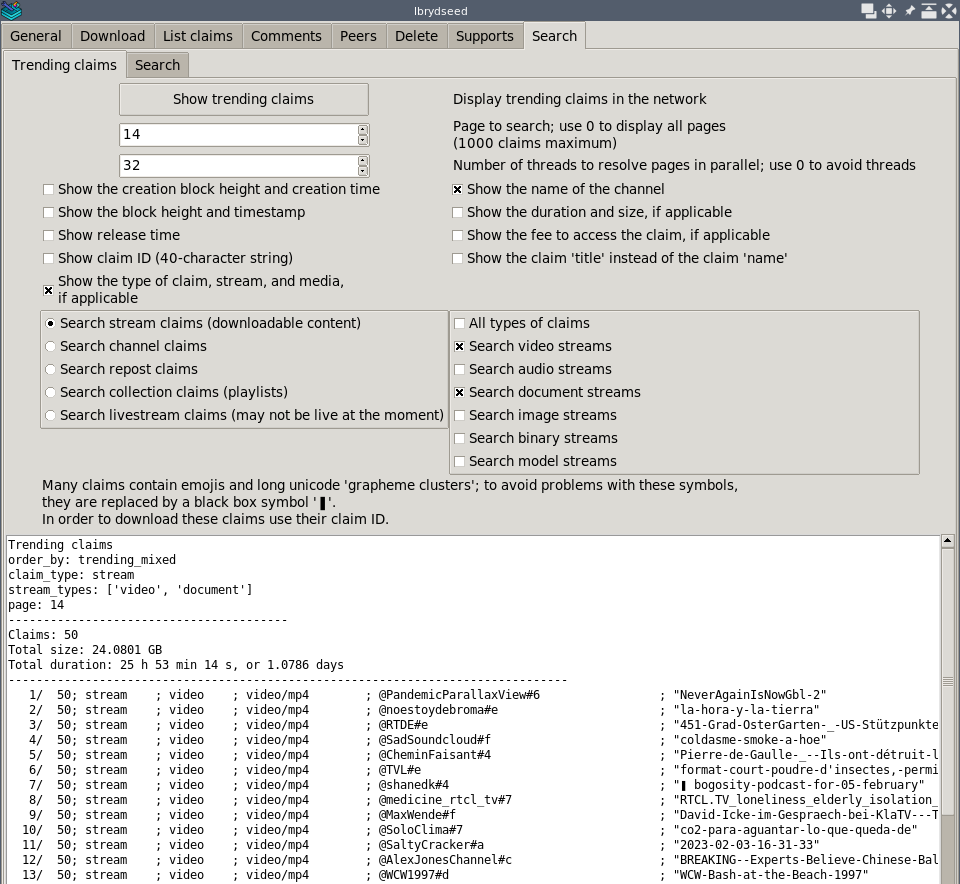 lbrydseed
General Download List claims Comments Peers Delete Supports Search
Trending claims Search
Show trending claims Display trending claims in the network
14 Page to search; use 0 to display all pages
(1000 claims maximum)
32 Number of threads to resolve pages in parallel; use 0 to avoid threads
Show the creation block height and creation time Show the name of the channel
Show the block height and timestamp Show the duration and size, if applicable
Show release time Show the fee to access the claim, if applicable
Show claim ID (40-character string) Show the claim 'title' instead of the claim 'name'
Show the type of claim, stream, and media,
if applicable
Search stream claims (downloadable content) All types of claims
Search channel claims Search video streams
Search repost claims Search audio streams
Search collection claims (playlists) Search document streams
Search livestream claims (may not be live at the moment) Search image streams
Search binary streams
Search model streams
Many claims contain emojis and long unicode 'grapheme clusters'; to avoid problems with these symbols,
they are replaced by a black box symbol '❚'.
In order to download these claims use their claim ID.
Trending claims
order_by: trending_mixed
claim_type: stream
stream_types: ['video', 'document']
page: 14
----------------------------------------
Claims: 50
Total size: 24.0801 GB
Total duration: 25 h 53 min 14 s, or 1.0786 days
--------------------------------------------------------------------------------
1/ 50; stream ; video ; video/mp4 ; @PandemicParallaxView#6 ; "NeverAgainIsNowGbl-2"
2/ 50; stream ; video ; video/mp4 ; @noestoydebroma#e ; "la-hora-y-la-tierra"
3/ 50; stream ; video ; video/mp4 ; @RTDE#e ; "451-Grad-OsterGarten-_-US-Stützpunkte
4/ 50; stream ; video ; video/mp4 ; @SadSoundcloud#f ; "coldasme-smoke-a-hoe"
5/ 50; stream ; video ; video/mp4 ; @CheminFaisant#4 ; "Pierre-de-Gaulle-_--Ils-ont-détruit-l
6/ 50; stream ; video ; video/mp4 ; @TVL#e ; "format-court-poudre-d'insectes,-permi
7/ 50; stream ; video ; video/mp4 ; @shanedk#4 ; "❚ bogosity-podcast-for-05-february"
8/ 50; stream ; video ; video/mp4 ; @medicine_rtcl_tv#7 ; "RTCL.TV_loneliness_elderly_isolation_
9/ 50; stream ; video ; video/mp4 ; @MaxWende#f ; "David-Icke-im-Gespraech-bei-KlaTV---T
10/ 50; stream ; video ; video/mp4 ; @SoloClima#7 ; "co2-para-aguantar-lo-que-queda-de"
11/ 50; stream ; video ; video/mp4 ; @SaltyCracker#a ; "2023-02-03-16-31-33"
12/ 50; stream ; video ; video/mp4 ; @AlexJonesChannel#c ; "BREAKING--Experts-Believe-Chinese-Bal
13/ 50; stream ; video ; video/mp4 ; @WCW1997#d ; "WCW-Bash-at-the-Beach-1997"